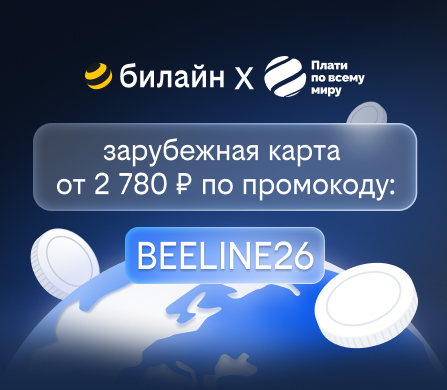 билайн X Плати
по всему
миру
зарубежная карта
от 2 780 ₽ по промокоду:
BEELINE26